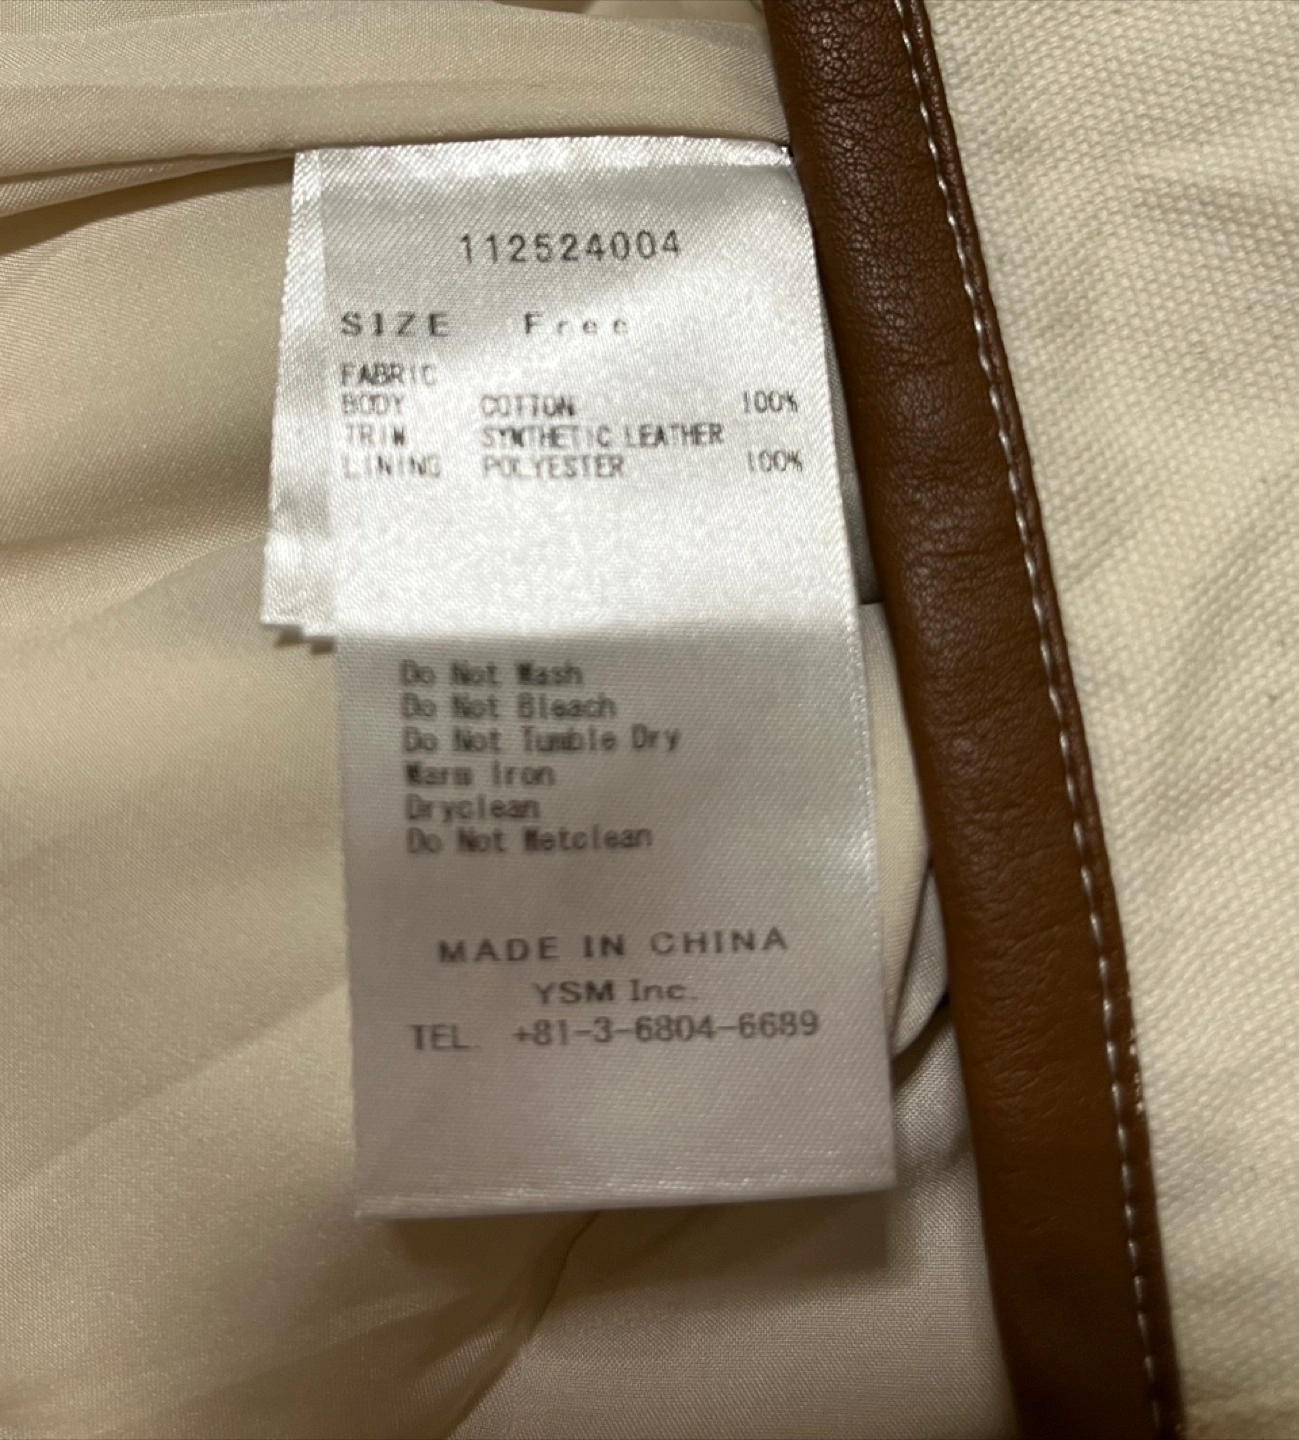 112524004
SIZE Free
FABRIC
BODY COTTON 100%
TRIM SYNTHETIC LEATHER
LINING POLYESTER 100%
Do Not Wash
Do Not Bleach
Do Not Tumble Dry
Warm Iron
Dryclean
Do Not Wetclean
MADE IN CHINA
YSM Inc.
TEL. +81-3-6804-6689